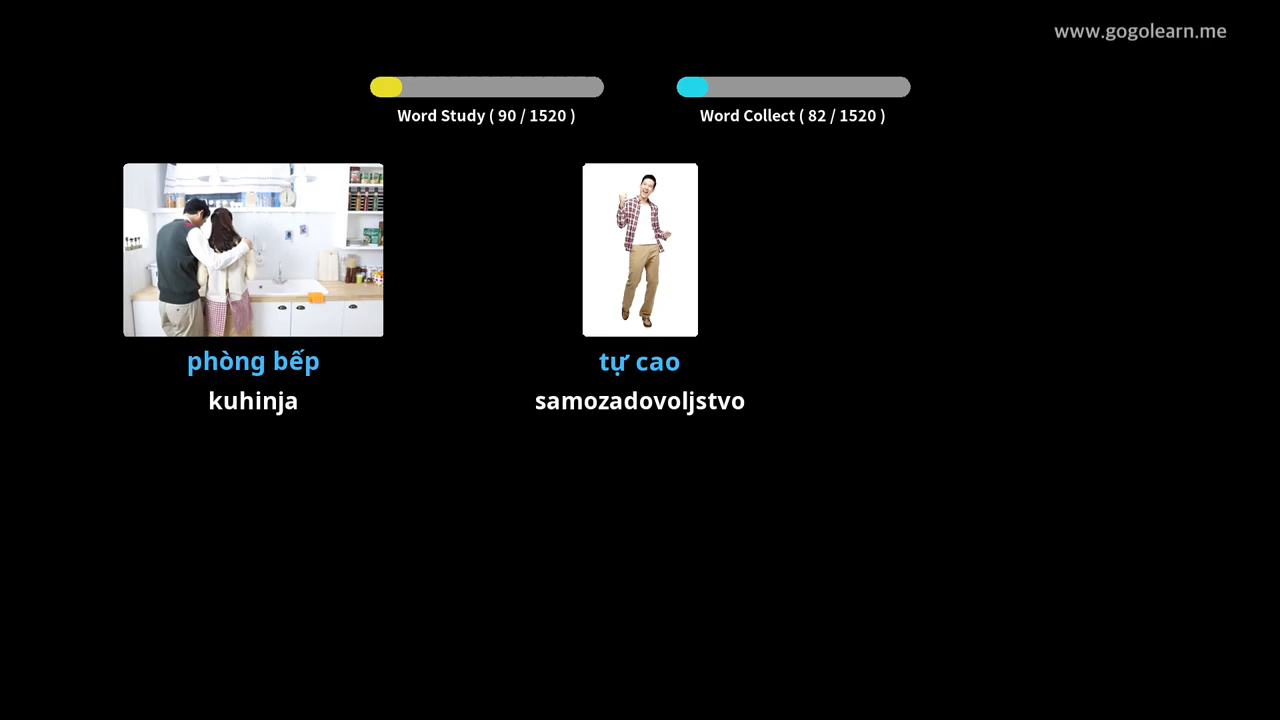 www.gogolearn.me
Word Study ( 90 / 1520 )
Word Collect ( 82 / 1520 )
phòng bếp
kuhinja
tự cao
samozadovoljstvo